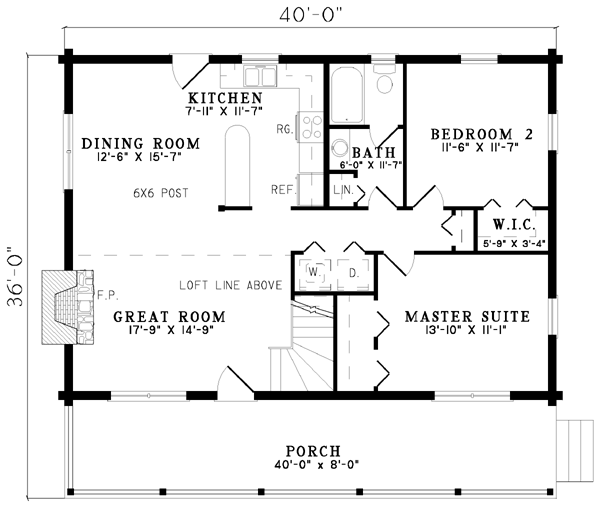 40'-0"
KITCHEN
7'-11" X 11'-7"
DINING ROOM
12'-6" X 15'-7"
RG.
BATH
6'-0" X 11'-7"
BEDROOM 2
11'-6" X 11'-7"
6X6 POST
REF.
LIN.
W.I.C.
5'-9" X 3'-4"
36'-0"
W.
D.
LOFT LINE ABOVE
F.P.
GREAT ROOM
17'-9" X 14'-9"
MASTER SUITE
13'-10" X 11'-1"
PORCH
40'-0" X 8'-0"